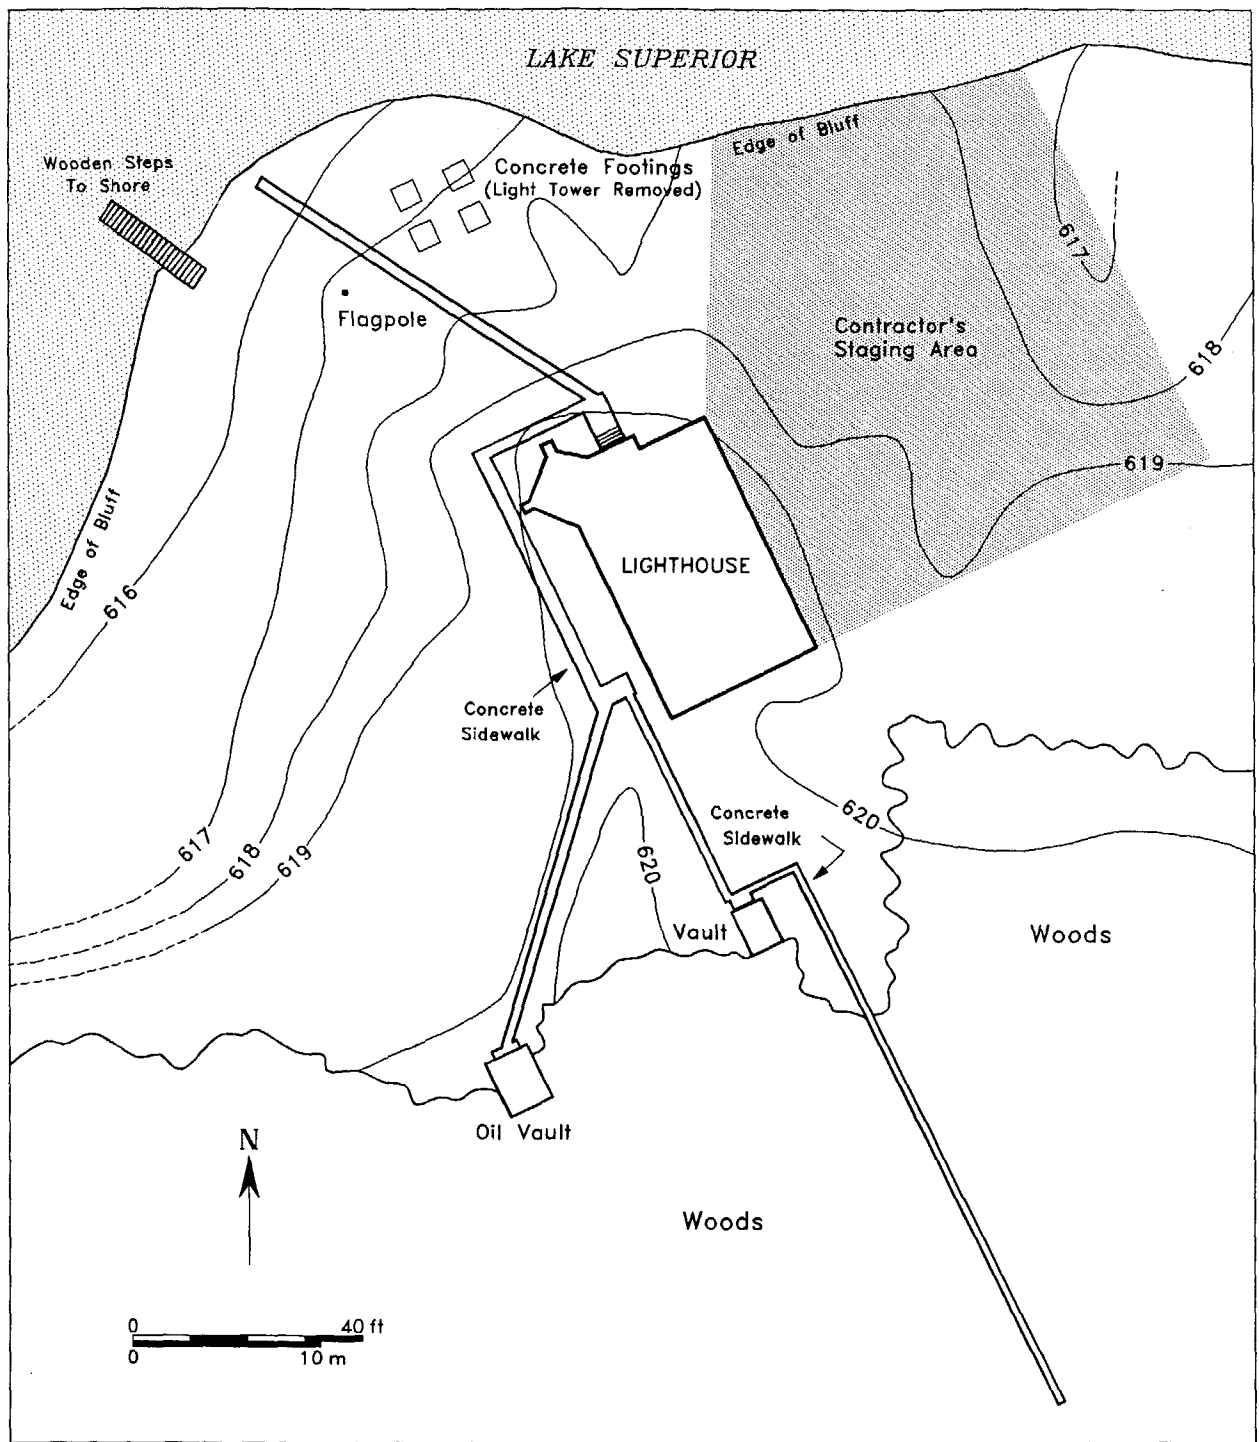 LAKE SUPERIOR
Edge of Bluff
Wooden Steps
To Shore
Concrete Footings
(Light Tower Removed)
617
Flagpole
Contractor's
Staging Area
618
619
LIGHTHOUSE
Edge of Bluff
616
Concrete
Sidewalk
Concrete
Sidewalk
620
617
618
619
620
Vault
Woods
Oil Vault
N
Woods
0 40 ft
0 10 m